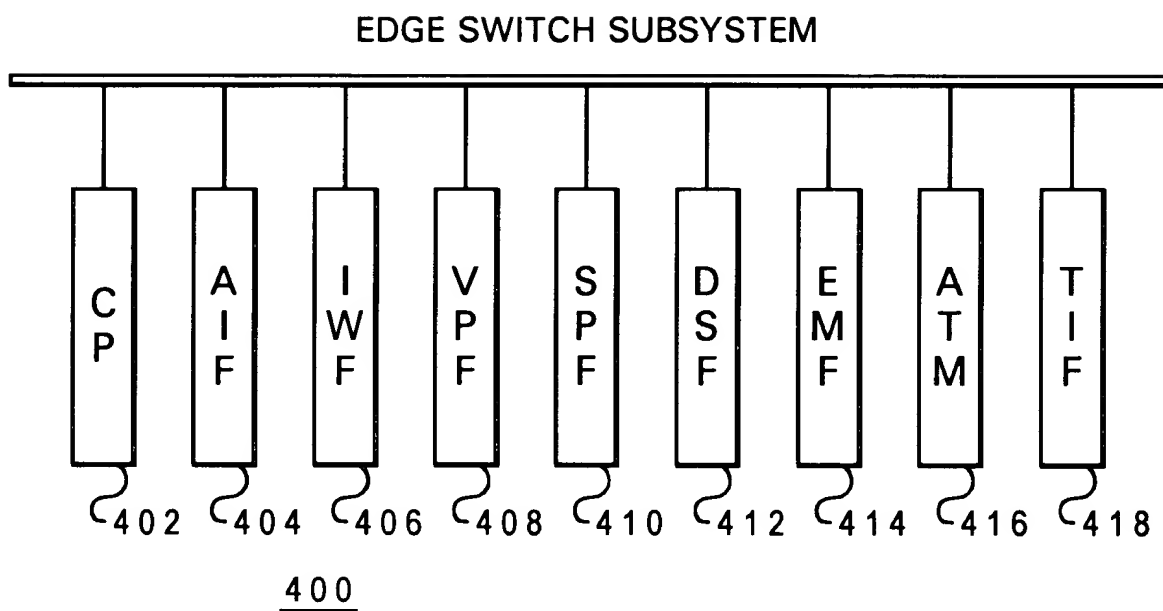 EDGE SWITCH SUBSYSTEM
CP
AIF
IWF
VPF
SPF
DSF
EMF
ATM
TIF
402
404
406
408
410
412
414
416
418
400